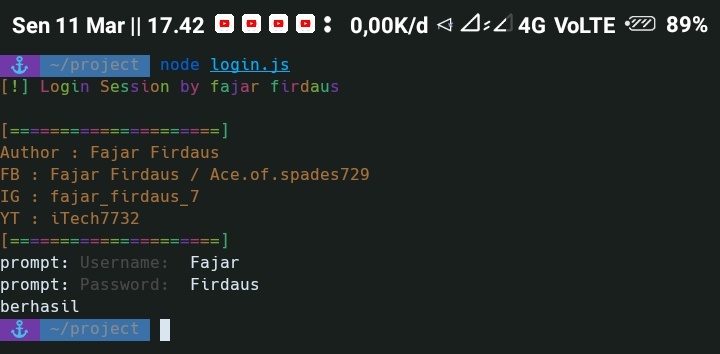 Sen 11 Mar || 17.42 0,00K/d 4G VoLTE 89%
~/project node login.js
[!] Login Session by fajar firdaus
[=====================]
Author : Fajar Firdaus
FB : Fajar Firdaus / Ace.of.spades729
IG : fajar_firdaus_7
YT : iTech7732
[=====================]
prompt: Username: Fajar
prompt: Password: Firdaus
berhasil
~/project